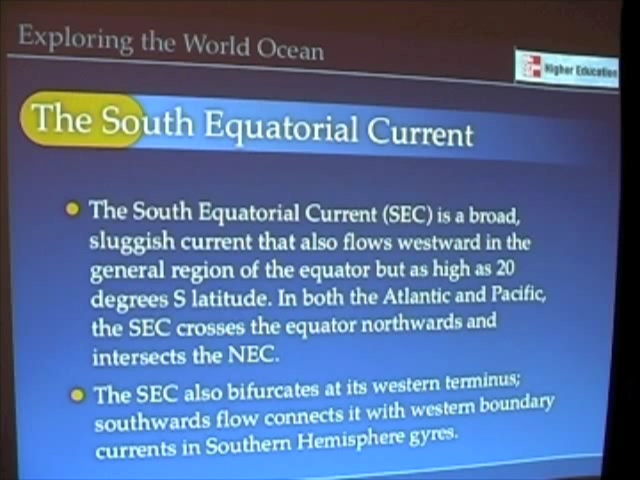 Exploring the World Ocean
Higher Education
The South Equatorial Current
The South Equatorial Current (SEC) is a broad,
sluggish current that also flows westward in the
general region of the equator but as high as 20
degrees S latitude. In both the Atlantic and Pacific,
the SEC crosses the equator northwards and
intersects the NEC.
The SEC also bifurcates at its western terminus;
southwards flow connects it with western boundary
currents in Southern Hemisphere gyres.